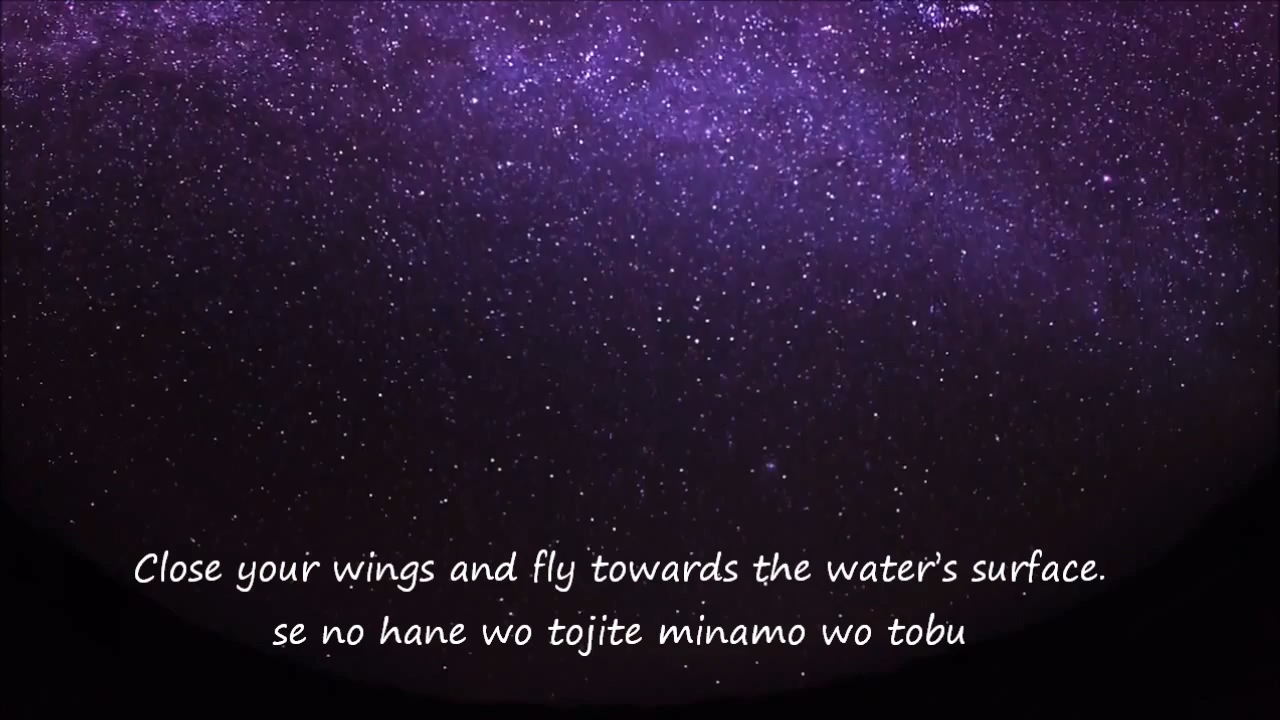 Close your wings and fly towards the water's surface.
se no hane wo tojite minamo wo tobu